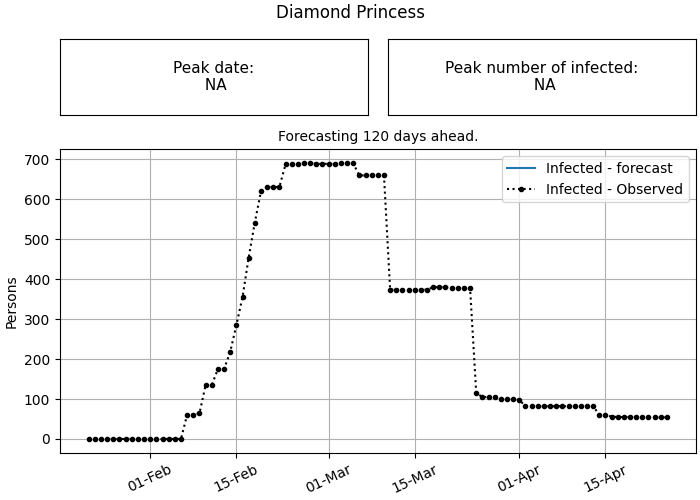 Diamond Princess
Peak date:
NA
Peak number of infected:
NA
Forecasting 120 days ahead.
Infected - forecast
Infected - Observed
700
600
500
400
300
200
100
0
Persons
01-Feb
15-Feb
01-Mar
15-Mar
01-Apr
15-Apr